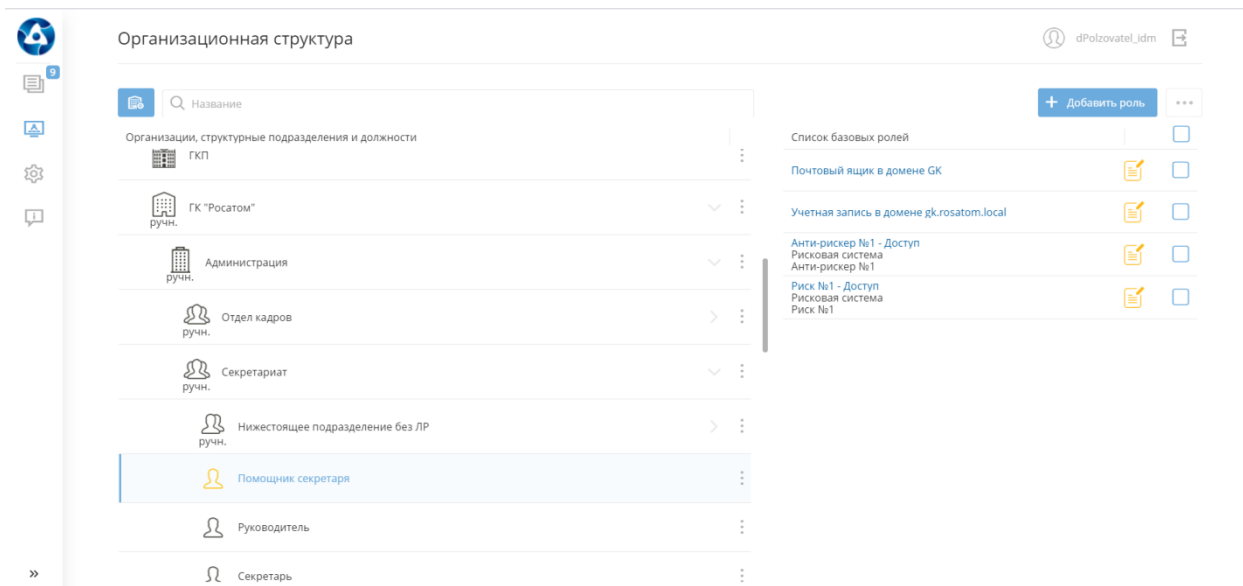 Организационная структура
dPolzovatel_idm
9
Название
+ Добавить роль
Организации, структурные подразделения и должности
Список базовых ролей
ГКП
Почтовый ящик в домене GK
ГК "Росатом"
ручн.
Учетная запись в домене gk.rosatom.local
Анти-рискер №1 - Доступ
Рисковая система
Анти-рискер №1
Администрация
ручн.
Риск №1 - Доступ
Рисковая система
Риск №1
Отдел кадров
ручн.
Секретариат
ручн.
Нижестоящее подразделение без ЛР
ручн.
Помощник секретаря
Руководитель
Секретарь